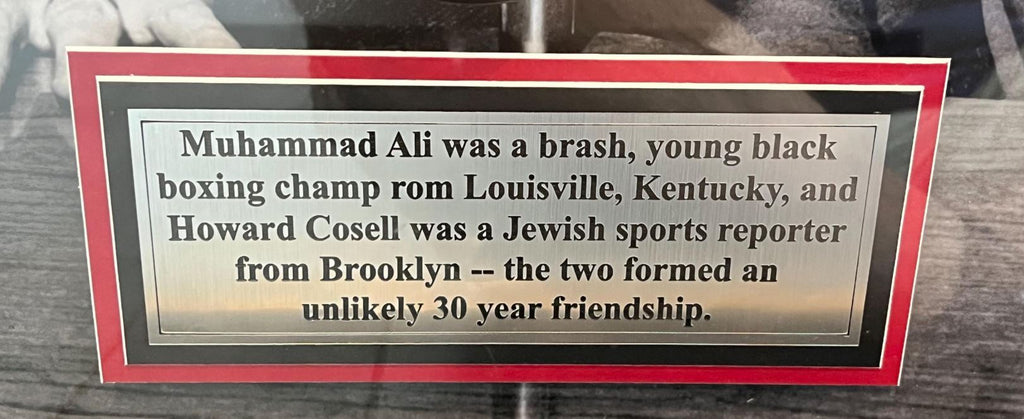 Muhammad Ali was a brash, young black
boxing champ rom Louisville, Kentucky, and
Howard Cosell was a Jewish sports reporter
from Brooklyn -- the two formed an
unlikely 30 year friendship.